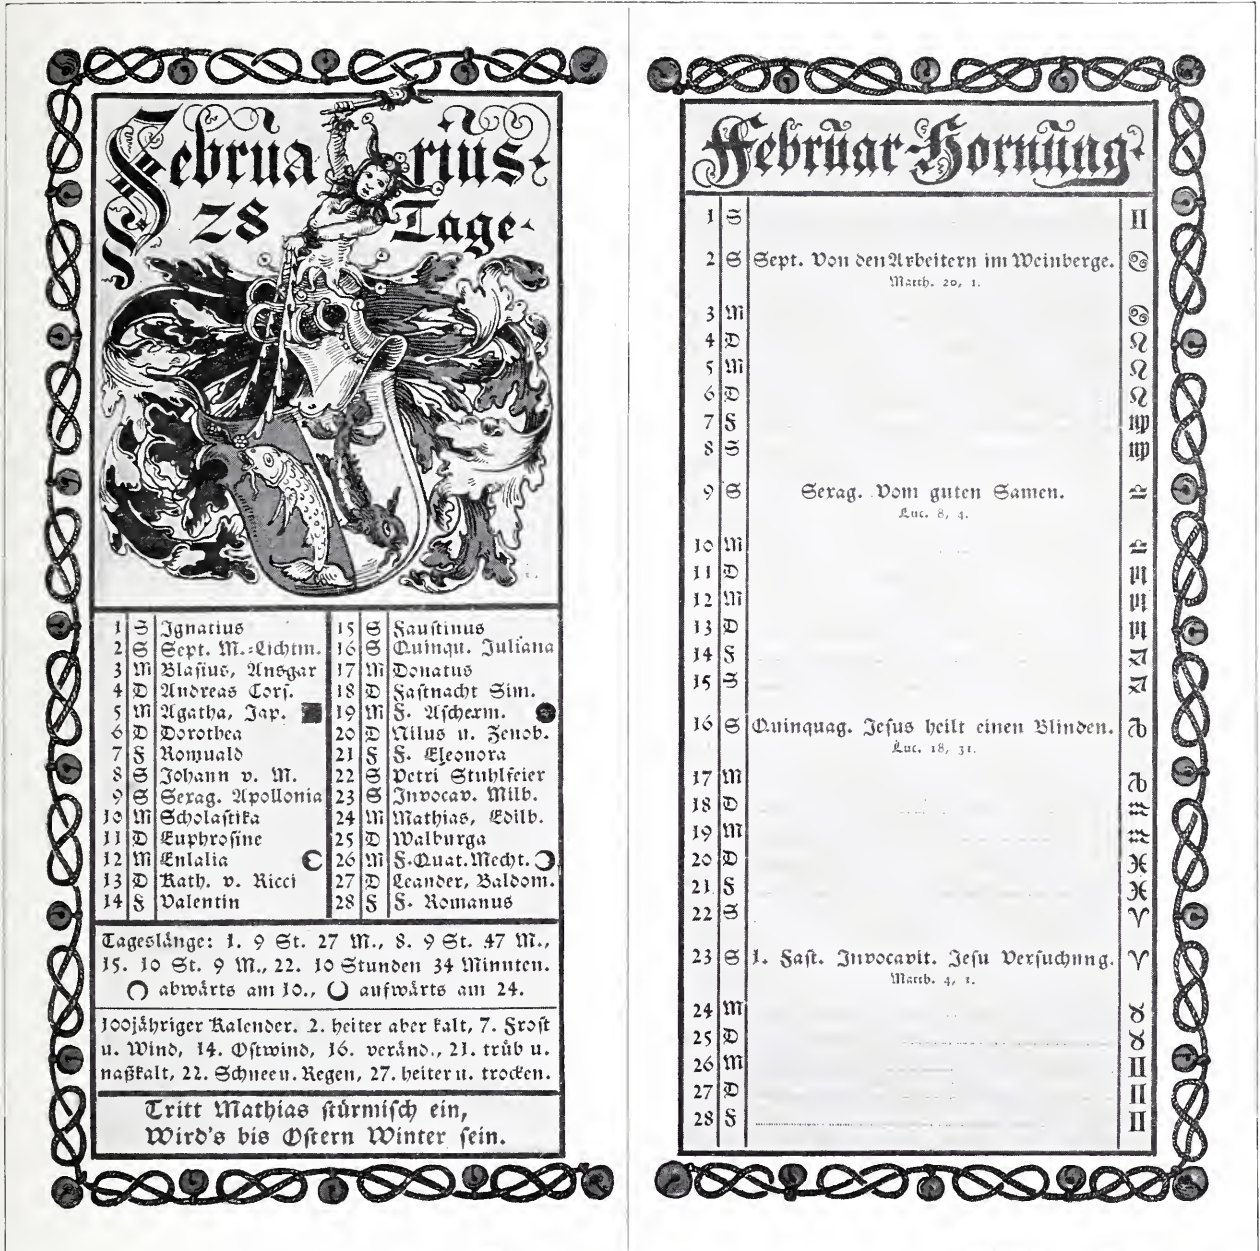 Februarius
28 Tage
1 S Ignatius
2 S Sept. M.=Lichtm.
3 M Blaſius, Ansgar
4 D Andreas Corſ.
5 M Agatha, Jap.
6 D Dorothea
7 F Romuald
8 S Johann v. M.
9 S Sexag. Apollonia
10 M Scholaſtika
11 D Euphroſine
12 M Enlalia
13 D Kath. v. Ricci
14 F Valentin
15 S Fauſtinus
16 S Quinqu. Juliana
17 M Donatus
18 D Faſtnacht Sim.
19 M F. Aſcherm.
20 D Nilus u. Zenob.
21 F F. Eleonora
22 S Petri Stuhlfeier
23 S Invocav. Milb.
24 M Mathias, Edilb.
25 D Walburga
26 M F.Quat.Mecht.
27 D Leander, Baldom.
28 F F. Romanus
Tageslänge: 1. 9 St. 27 M., 8. 9 St. 47 M.,
15. 10 St. 9 M., 22. 10 Stunden 34 Minuten.
abwärts am 10., aufwärts am 24.
100jähriger Kalender. 2. heiter aber kalt, 7. Froſt
u. Wind, 14. Oſtwind, 16. veränd., 21. trüb u.
naßkalt, 22. Schnee u. Regen, 27. heiter u. trocken.
Tritt Mathias ſtürmiſch ein,
Wird's bis Oſtern Winter ſein.
Februar-Hornung
1 S ♊
2 S Sept. Von den Arbeitern im Weinberge. ♋
Matth. 20, 1.
3 M ♋
4 D ♌
5 M ♌
6 D ♌
7 F ♍
8 S ♍
9 S Sexag. Vom guten Samen. ♎
Luc. 8, 4.
10 M ♎
11 D ♏
12 M ♏
13 D ♏
14 F ♐
15 S ♐
16 S Quinquag. Jeſus heilt einen Blinden. ♑
Luc. 18, 31.
17 M ♑
18 D ♒
19 M ♒
20 D ♓
21 F ♓
22 S ♈
23 S 1. Faſt. Invocavit. Jeſu Verſuchung. ♈
Matth. 4, 1.
24 M ♉
25 D ♉
26 M ♊
27 D ♊
28 F ♊